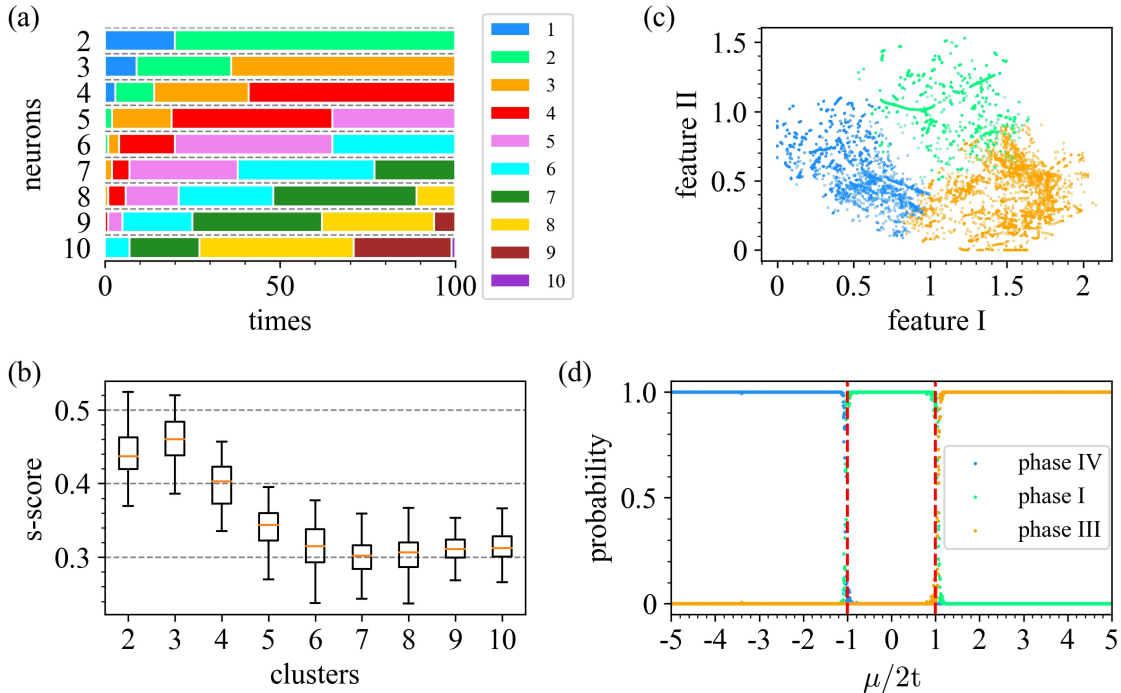 (a)
neurons
2
3
4
5
6
7
8
9
10
0 50 100
times
1
2
3
4
5
6
7
8
9
10
(c)
feature II
1.5
1.0
0.5
0
0 0.5 1 1.5 2
feature I
(b)
s-score
0.5
0.4
0.3
2 3 4 5 6 7 8 9 10
clusters
(d)
probability
1.0
0.5
0
phase IV
phase I
phase III
-5 -4 -3 -2 -1 0 1 2 3 4 5
μ/2t